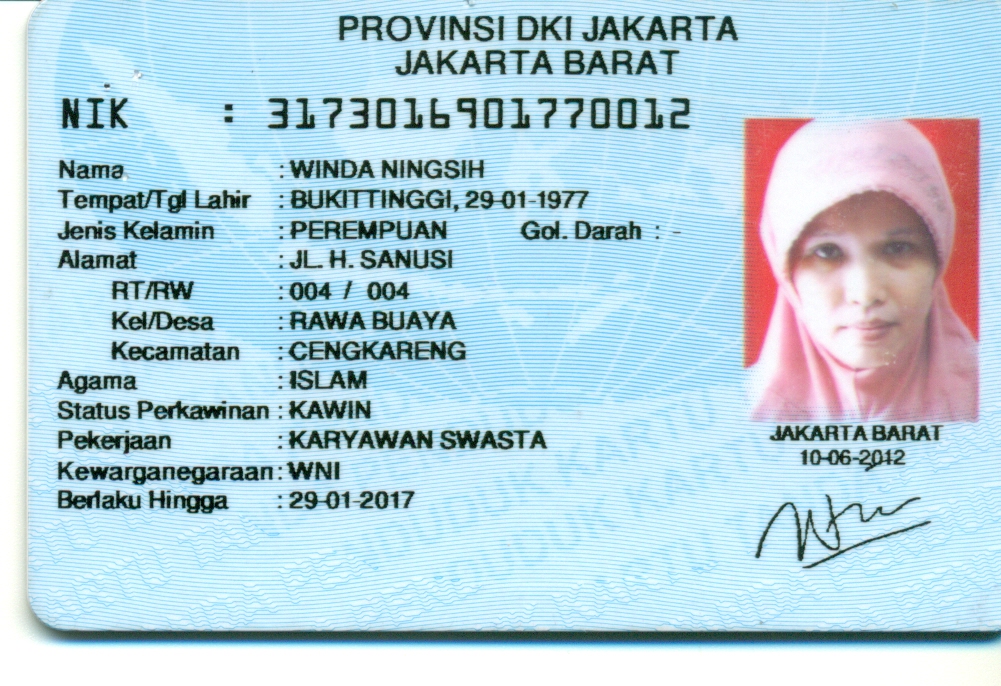 PROVINSI DKI JAKARTA
JAKARTA BARAT
NIK : 3173016901770012
Nama : WINDA NINGSIH
Tempat/Tgl Lahir : BUKITTINGGI, 29-01-1977
Jenis Kelamin : PEREMPUAN Gol. Darah : -
Alamat : JL. H. SANUSI
RT/RW : 004 / 004
Kel/Desa : RAWA BUAYA
Kecamatan : CENGKARENG
Agama : ISLAM
Status Perkawinan : KAWIN
Pekerjaan : KARYAWAN SWASTA
Kewarganegaraan : WNI
Berlaku Hingga : 29-01-2017
JAKARTA BARAT
10-06-2012